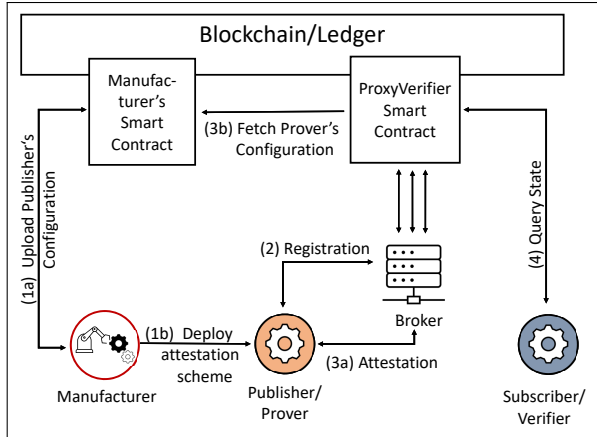 Blockchain/Ledger
Manufac-
turer's
Smart
Contract
ProxyVerifier
Smart
Contract
(3b) Fetch Prover's
Configuration
(1a) Upload Publisher's
Configuration
(4) Query State
(2) Registration
Broker
(1b) Deploy
attestation
scheme
(3a) Attestation
Manufacturer
Publisher/
Prover
Subscriber/
Verifier